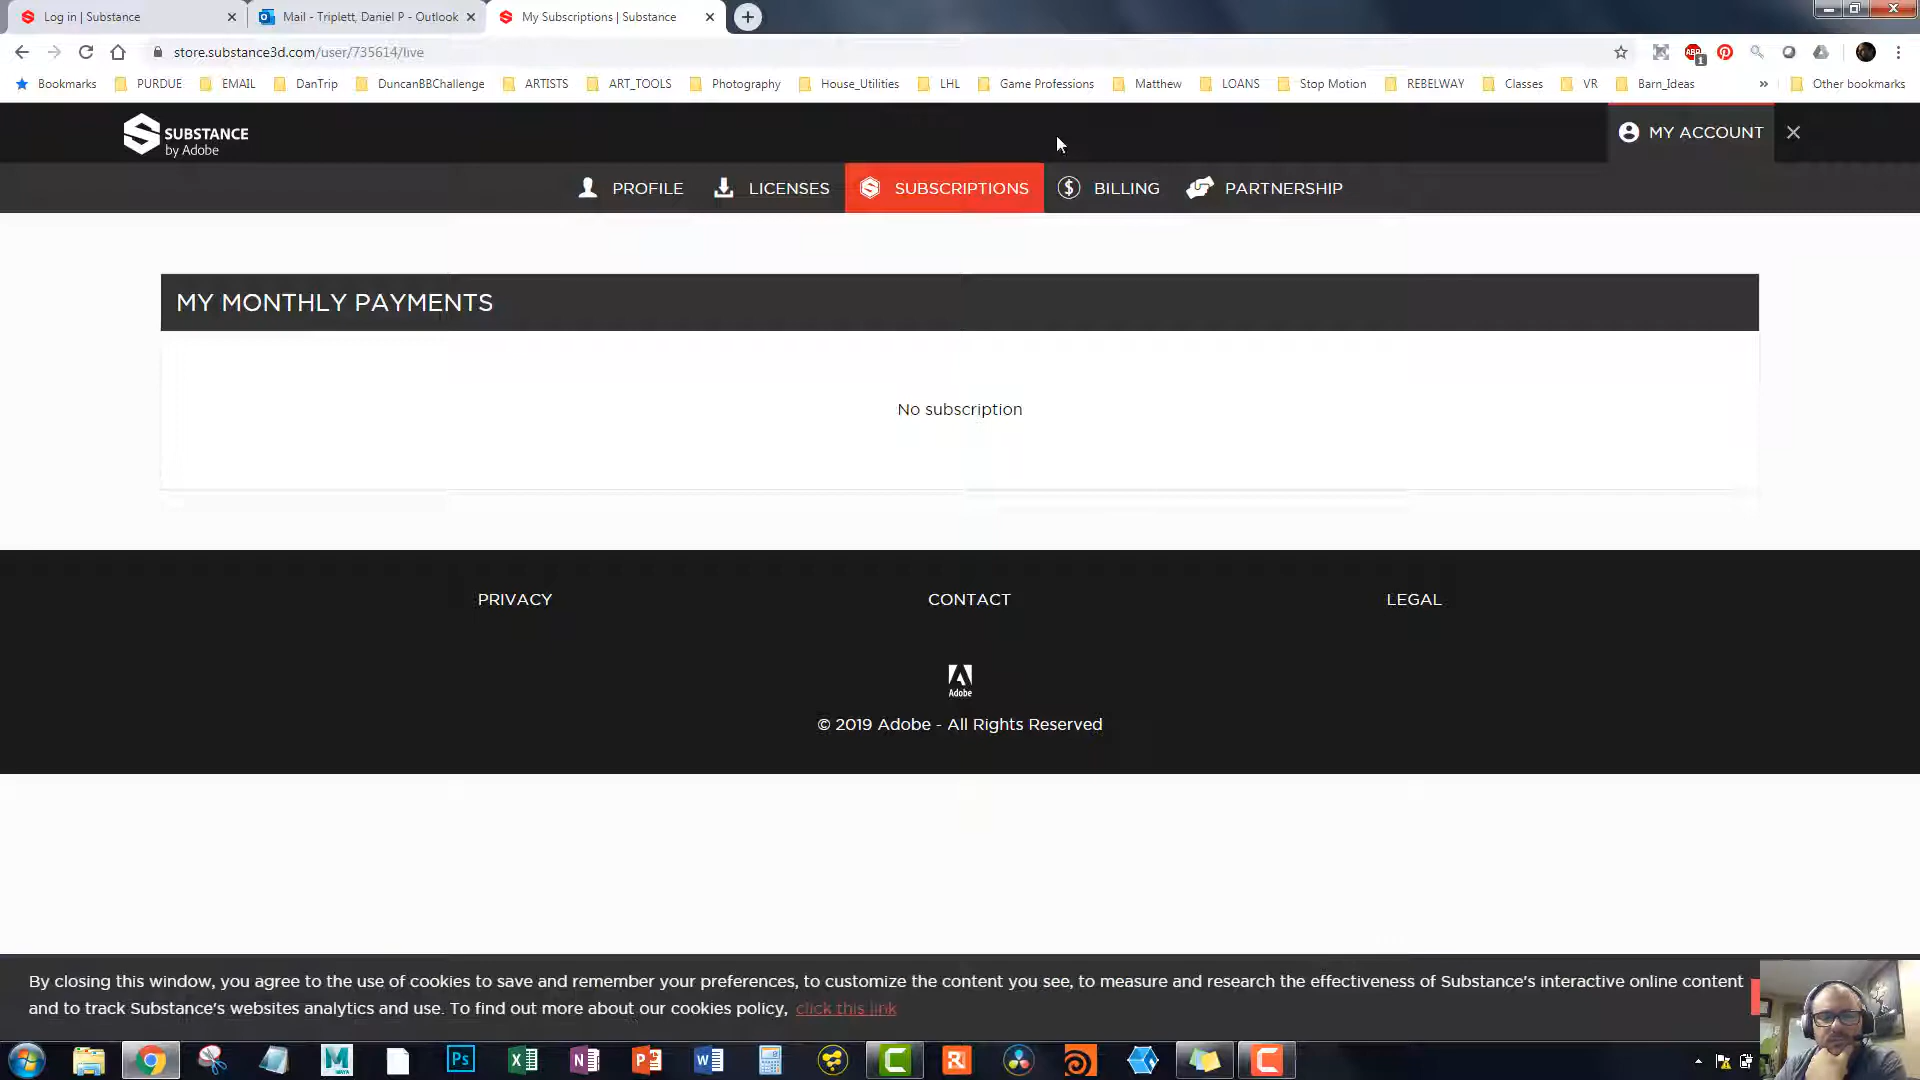 Log in | Substance
Mail - Triplett, Daniel P - Outlook
My Subscriptions | Substance
store.substance3d.com/user/735614/live
Bookmarks PURDUE EMAIL DanTrip DuncanBBChallenge ARTISTS ART_TOOLS Photography House_Utilities LHL Game Professions Matthew LOANS Stop Motion REBELWAY Classes VR Barn_Ideas » Other bookmarks
SUBSTANCE
by Adobe
MY ACCOUNT
PROFILE LICENSES SUBSCRIPTIONS BILLING PARTNERSHIP
MY MONTHLY PAYMENTS
No subscription
PRIVACY CONTACT LEGAL
Adobe
© 2019 Adobe - All Rights Reserved
By closing this window, you agree to the use of cookies to save and remember your preferences, to customize the content you see, to measure and research the effectiveness of Substance's interactive online content
and to track Substance's websites analytics and use. To find out more about our cookies policy, click this link